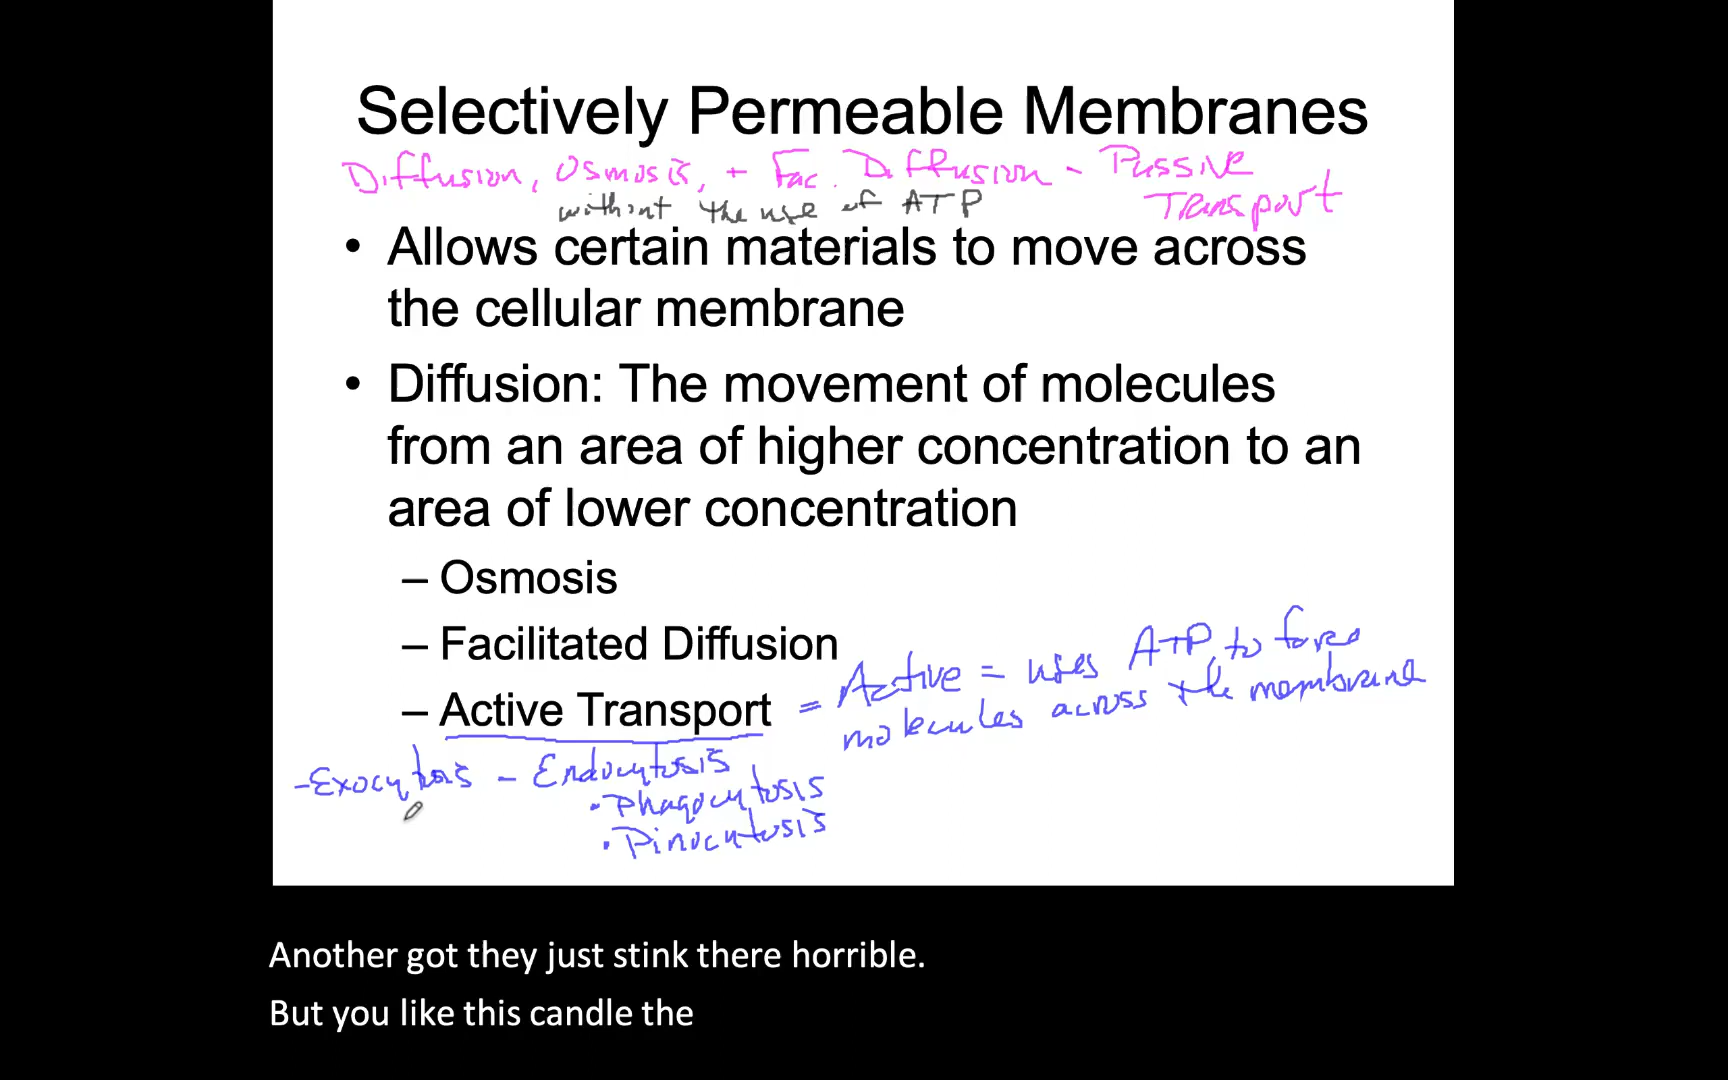 Selectively Permeable Membranes
Diffusion, Osmosis, + Fac. Diffusion - Passive
Transport
without the use of ATP
• Allows certain materials to move across
the cellular membrane
• Diffusion: The movement of molecules
from an area of higher concentration to an
area of lower concentration
– Osmosis
– Facilitated Diffusion
– Active Transport = Active = uses ATP to force
molecules across the membrane
- Exocytosis - Endocytosis
• Phagocytosis
• Pinocytosis
Another got they just stink there horrible.
But you like this candle the